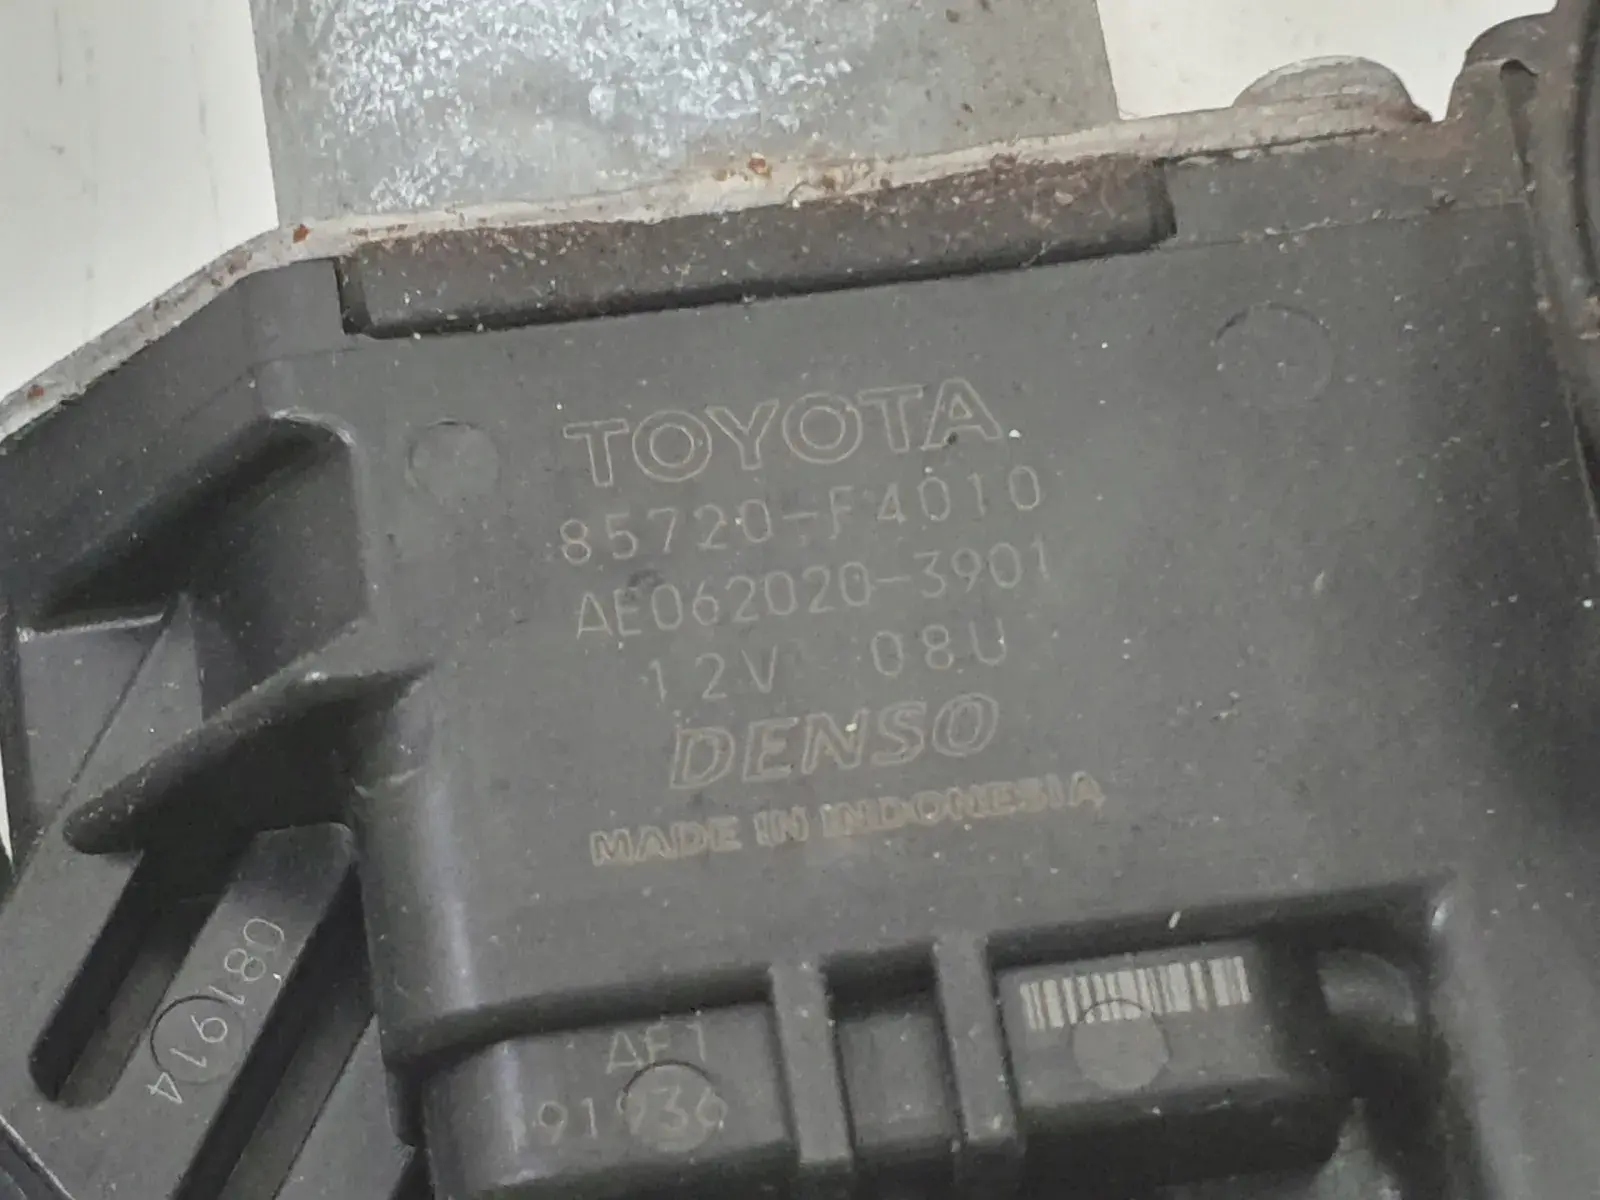 TOYOTA
85720-F4010
AE062020-3901
12V 08U
DENSO
MADE IN INDONESIA
081914
AE1
91936